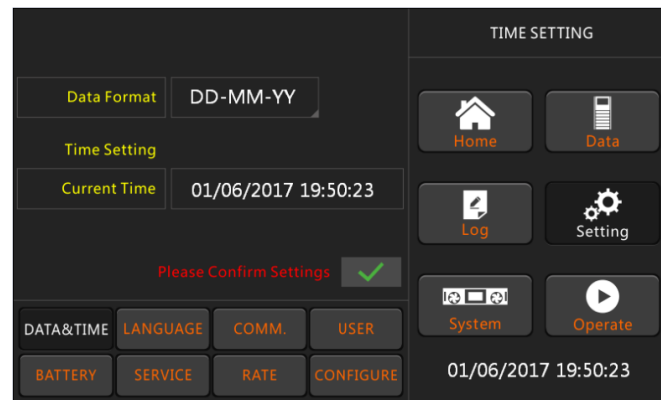 TIME SETTING
Data Format
DD-MM-YY
Time Setting
Current Time
01/06/2017 19:50:23
Please Confirm Settings
DATA&TIME
LANGUAGE
COMM.
USER
BATTERY
SERVICE
RATE
CONFIGURE
Home
Data
Log
Setting
System
Operate
01/06/2017 19:50:23